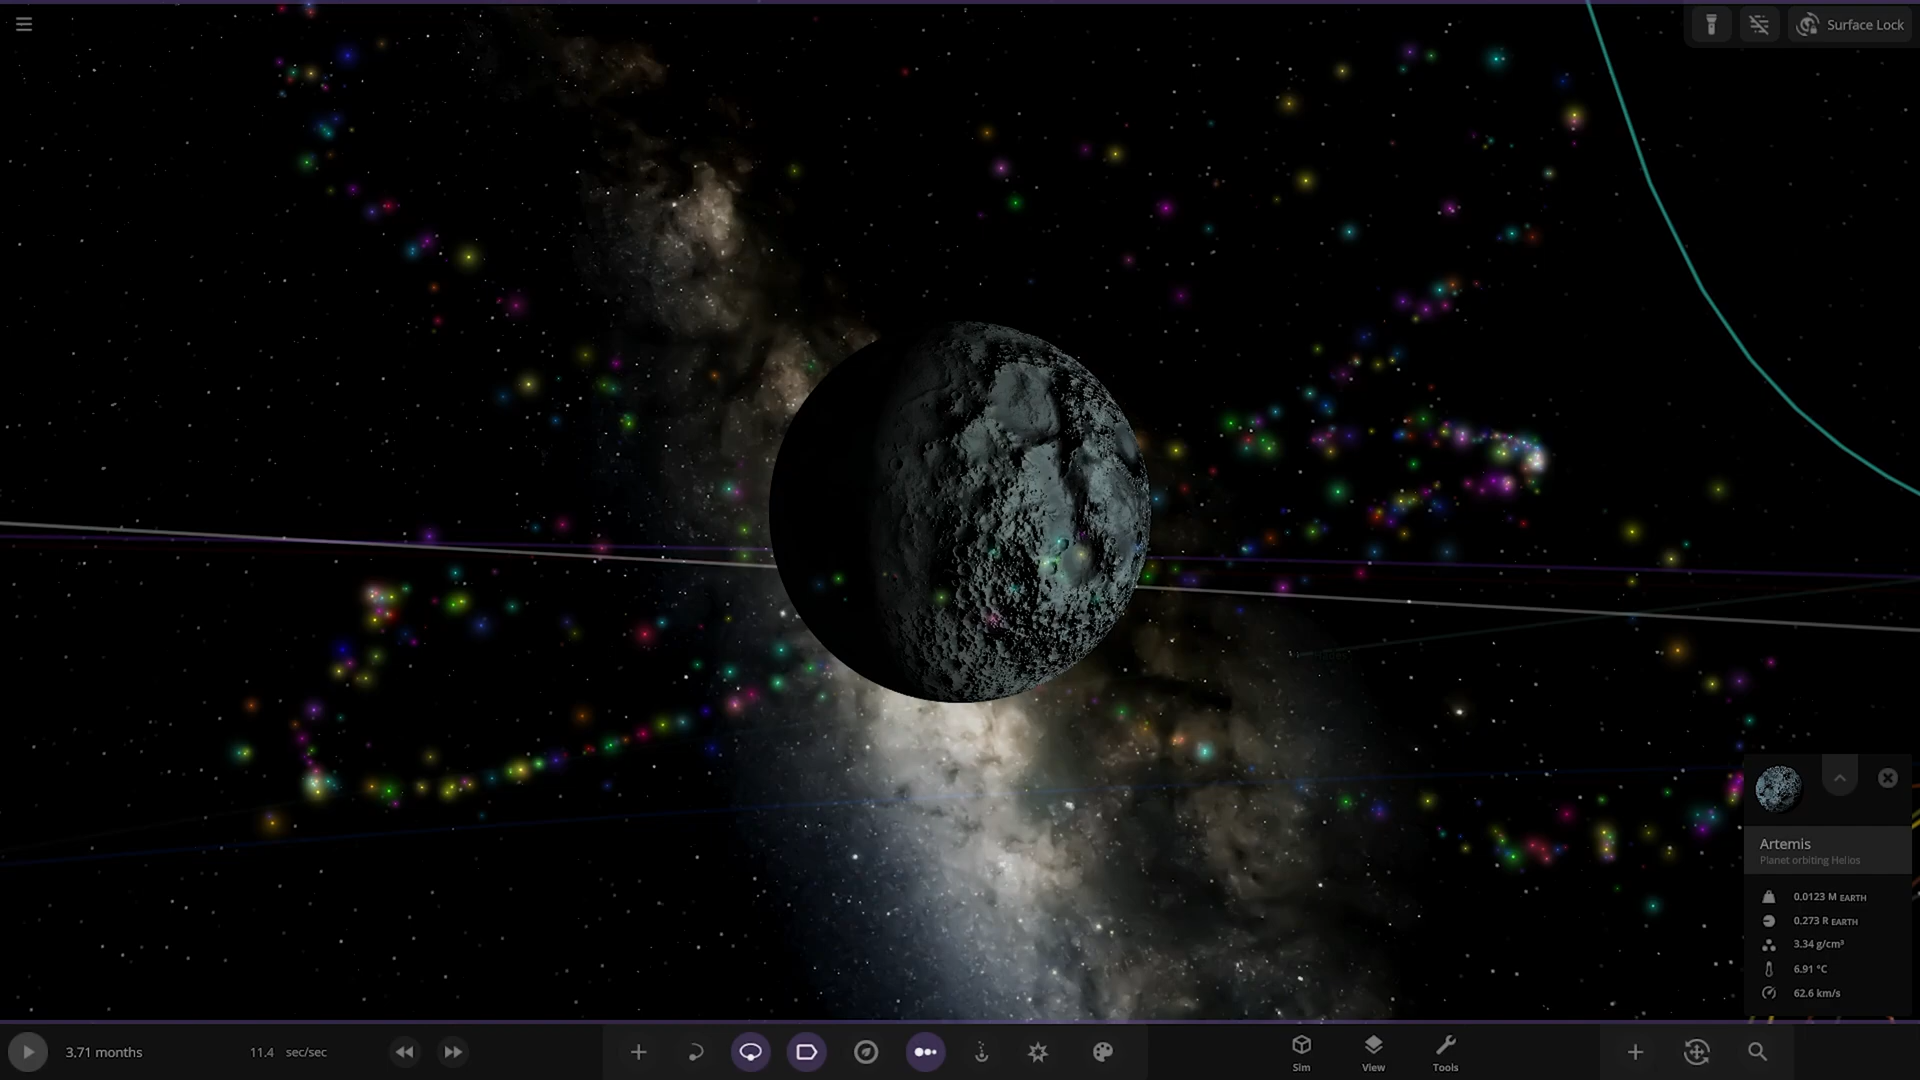 Surface Lock
Artemis
Planet orbiting Helios
0.0123 M EARTH
0.273 R EARTH
3.34 g/cm³
6.91 °C
62.6 km/s
3.71 months
11.4 sec/sec
Sim
View
Tools